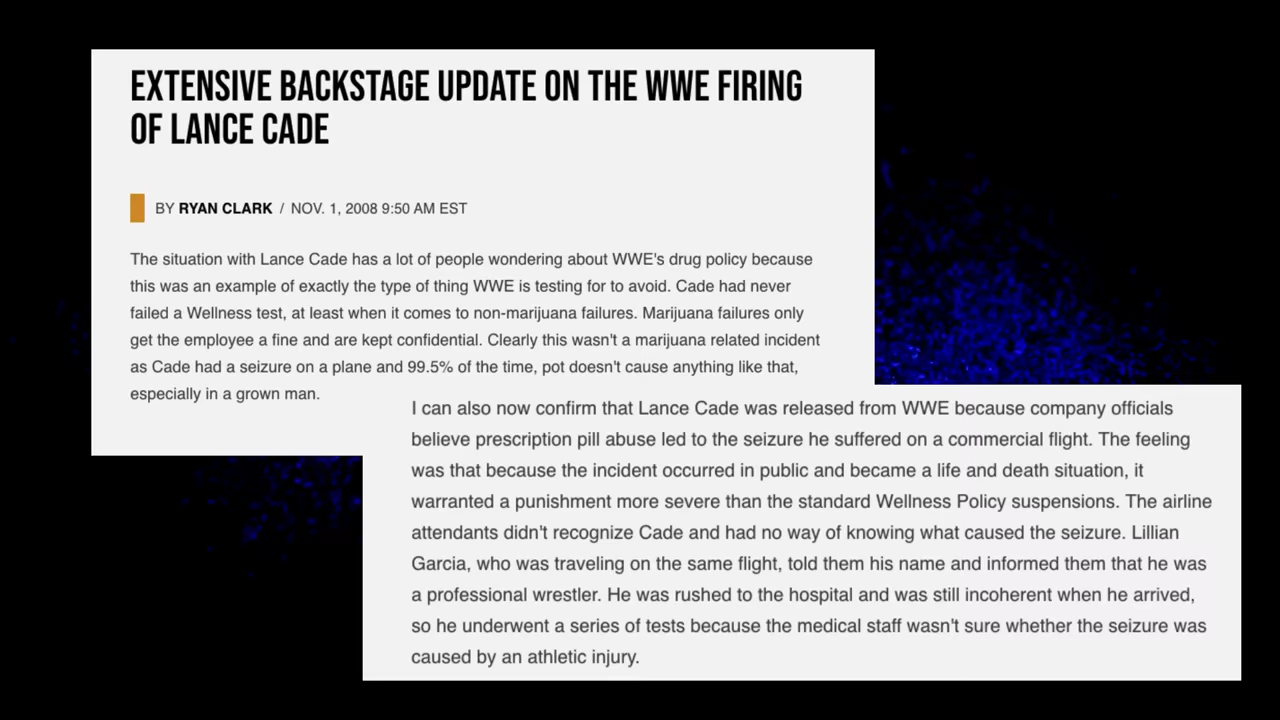 EXTENSIVE BACKSTAGE UPDATE ON THE WWE FIRING
OF LANCE CADE
BY RYAN CLARK / NOV. 1, 2008 9:50 AM EST
The situation with Lance Cade has a lot of people wondering about WWE's drug policy because
this was an example of exactly the type of thing WWE is testing for to avoid. Cade had never
failed a Wellness test, at least when it comes to non-marijuana failures. Marijuana failures only
get the employee a fine and are kept confidential. Clearly this wasn't a marijuana related incident
as Cade had a seizure on a plane and 99.5% of the time, pot doesn't cause anything like that,
especially in a grown man.
I can also now confirm that Lance Cade was released from WWE because company officials
believe prescription pill abuse led to the seizure he suffered on a commercial flight. The feeling
was that because the incident occurred in public and became a life and death situation, it
warranted a punishment more severe than the standard Wellness Policy suspensions. The airline
attendants didn't recognize Cade and had no way of knowing what caused the seizure. Lillian
Garcia, who was traveling on the same flight, told them his name and informed them that he was
a professional wrestler. He was rushed to the hospital and was still incoherent when he arrived,
so he underwent a series of tests because the medical staff wasn't sure whether the seizure was
caused by an athletic injury.